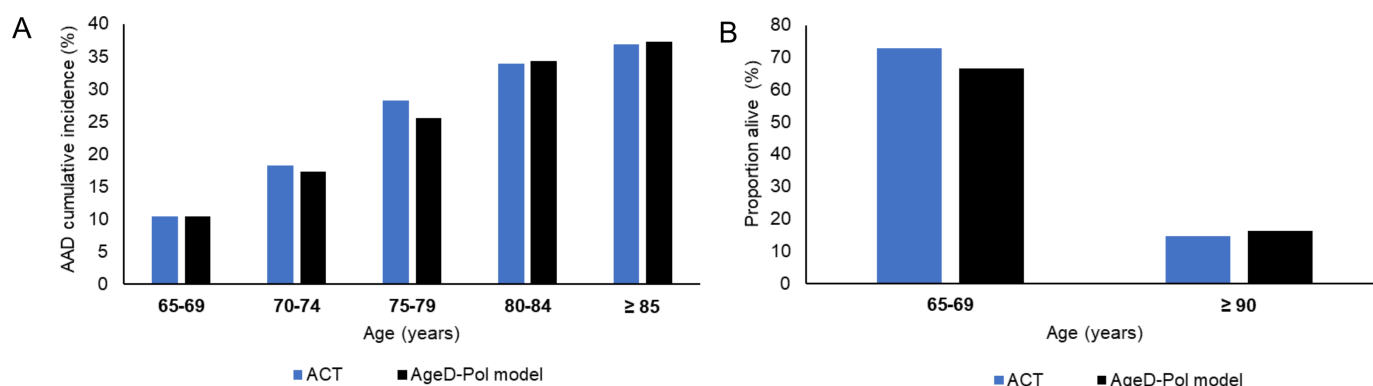 A
AAD cumulative incidence (%)
40
35
30
25
20
15
10
5
0
65-69 70-74 75-79 80-84 ≥ 85
Age (years)
ACT AgeD-Pol model
B
Proportion alive (%)
80
70
60
50
40
30
20
10
0
65-69 ≥ 90
Age (years)
ACT AgeD-Pol model